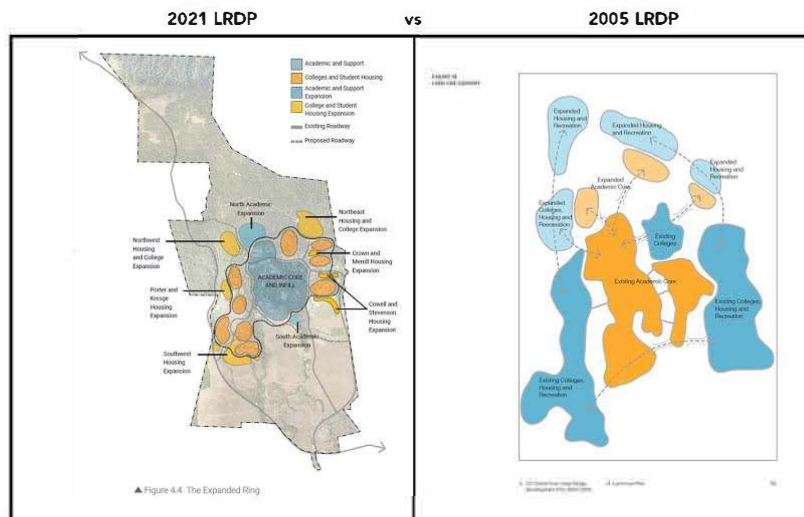 2021 LRDP
vs
2005 LRDP
Academic and Support
Colleges and Student Housing
Academic and Support
Expansion
College and Student
Housing Expansion
Existing Roadway
Proposed Roadway
North Academic
Expansion
Northeast
Housing and
College Expansion
Northwest
Housing
and College
Expansion
Crown and
Merrill Housing
Expansion
ACADEMIC CORE
AND INFILL
Porter and
Kresge
Housing
Expansion
Cowell and
Stevenson
Housing
Expansion
South Academic
Expansion
Southwest
Housing
Expansion
▲ Figure 4.4 The Expanded Ring
Expanded
Housing and
Recreation
Expanded Housing
and Recreation
Expanded
Housing and
Recreation
Expanded
Academic Core
Expanded
Colleges,
Housing and
Recreation
Existing
Colleges
Existing Academic Core
Existing Colleges,
Housing and
Recreation
Existing Colleges,
Housing and
Recreation